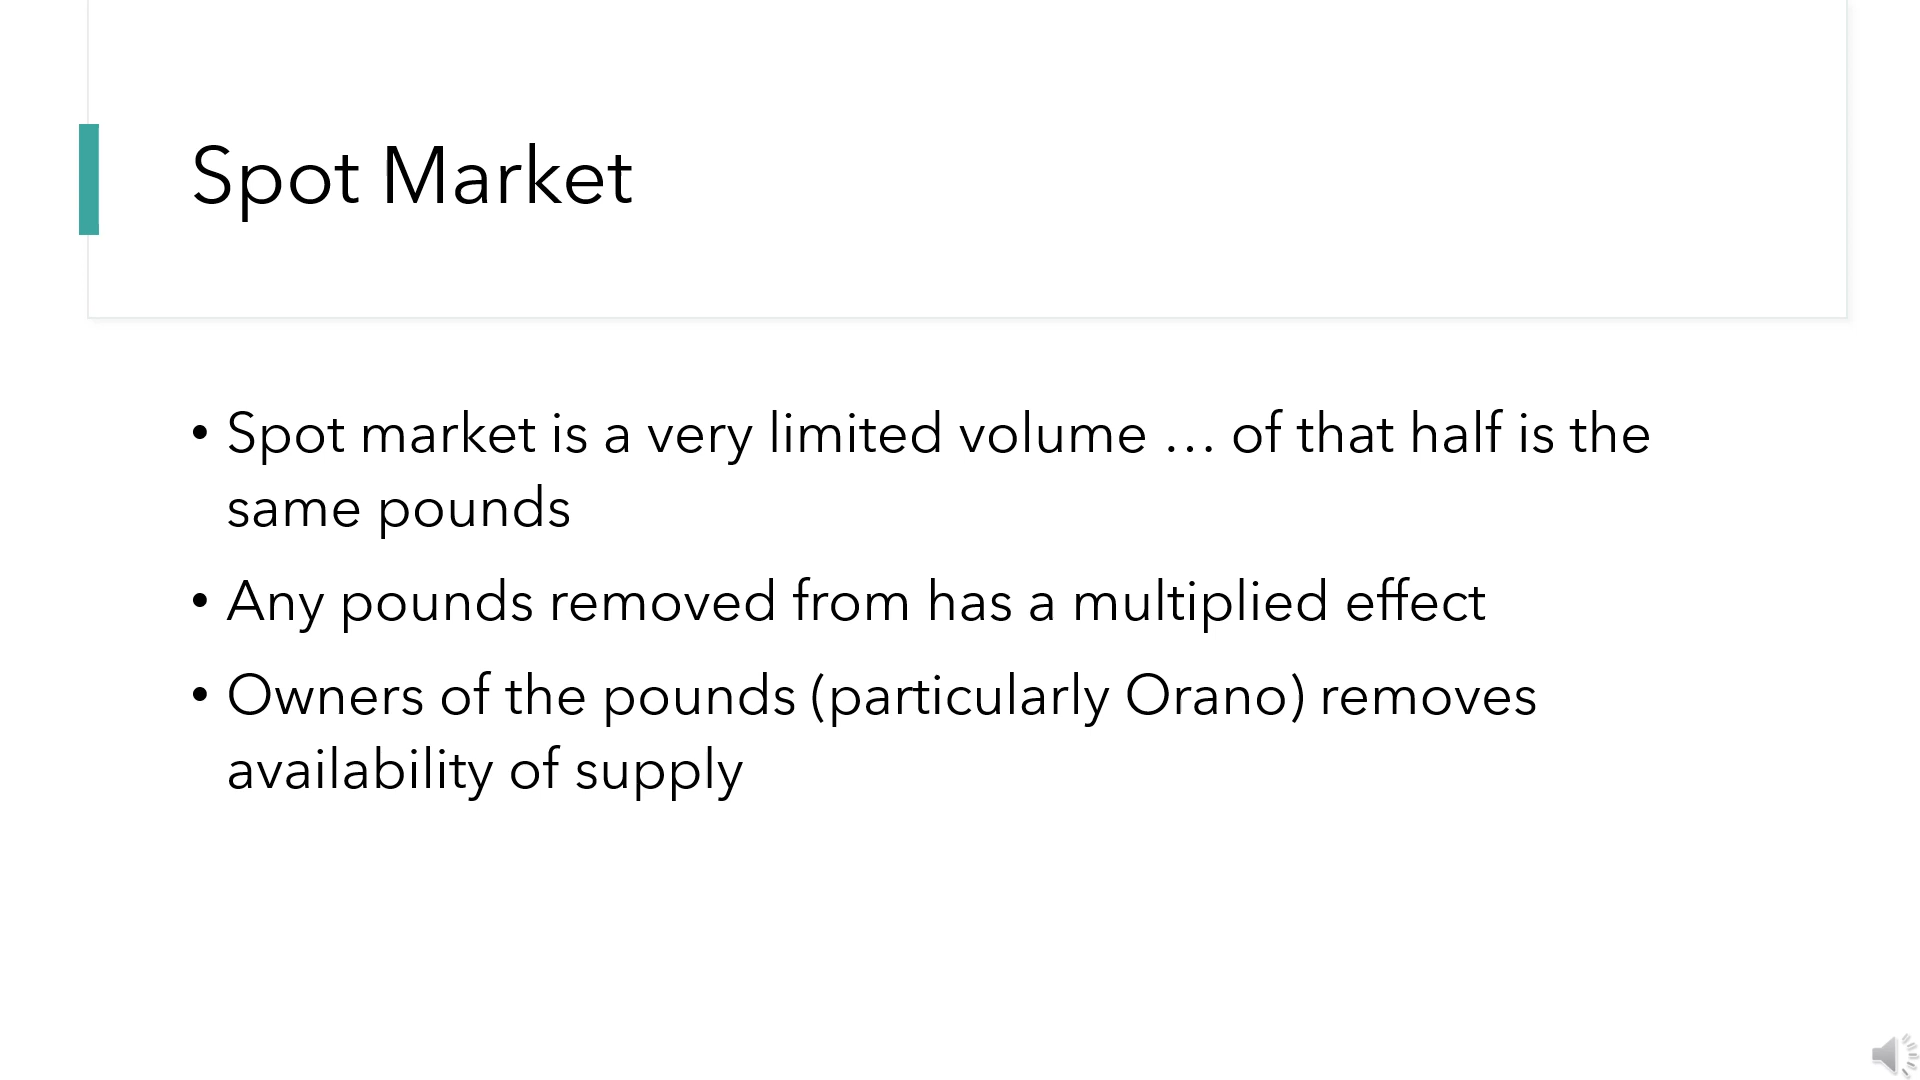 Spot Market
• Spot market is a very limited volume … of that half is the
same pounds
• Any pounds removed from has a multiplied effect
• Owners of the pounds (particularly Orano) removes
availability of supply